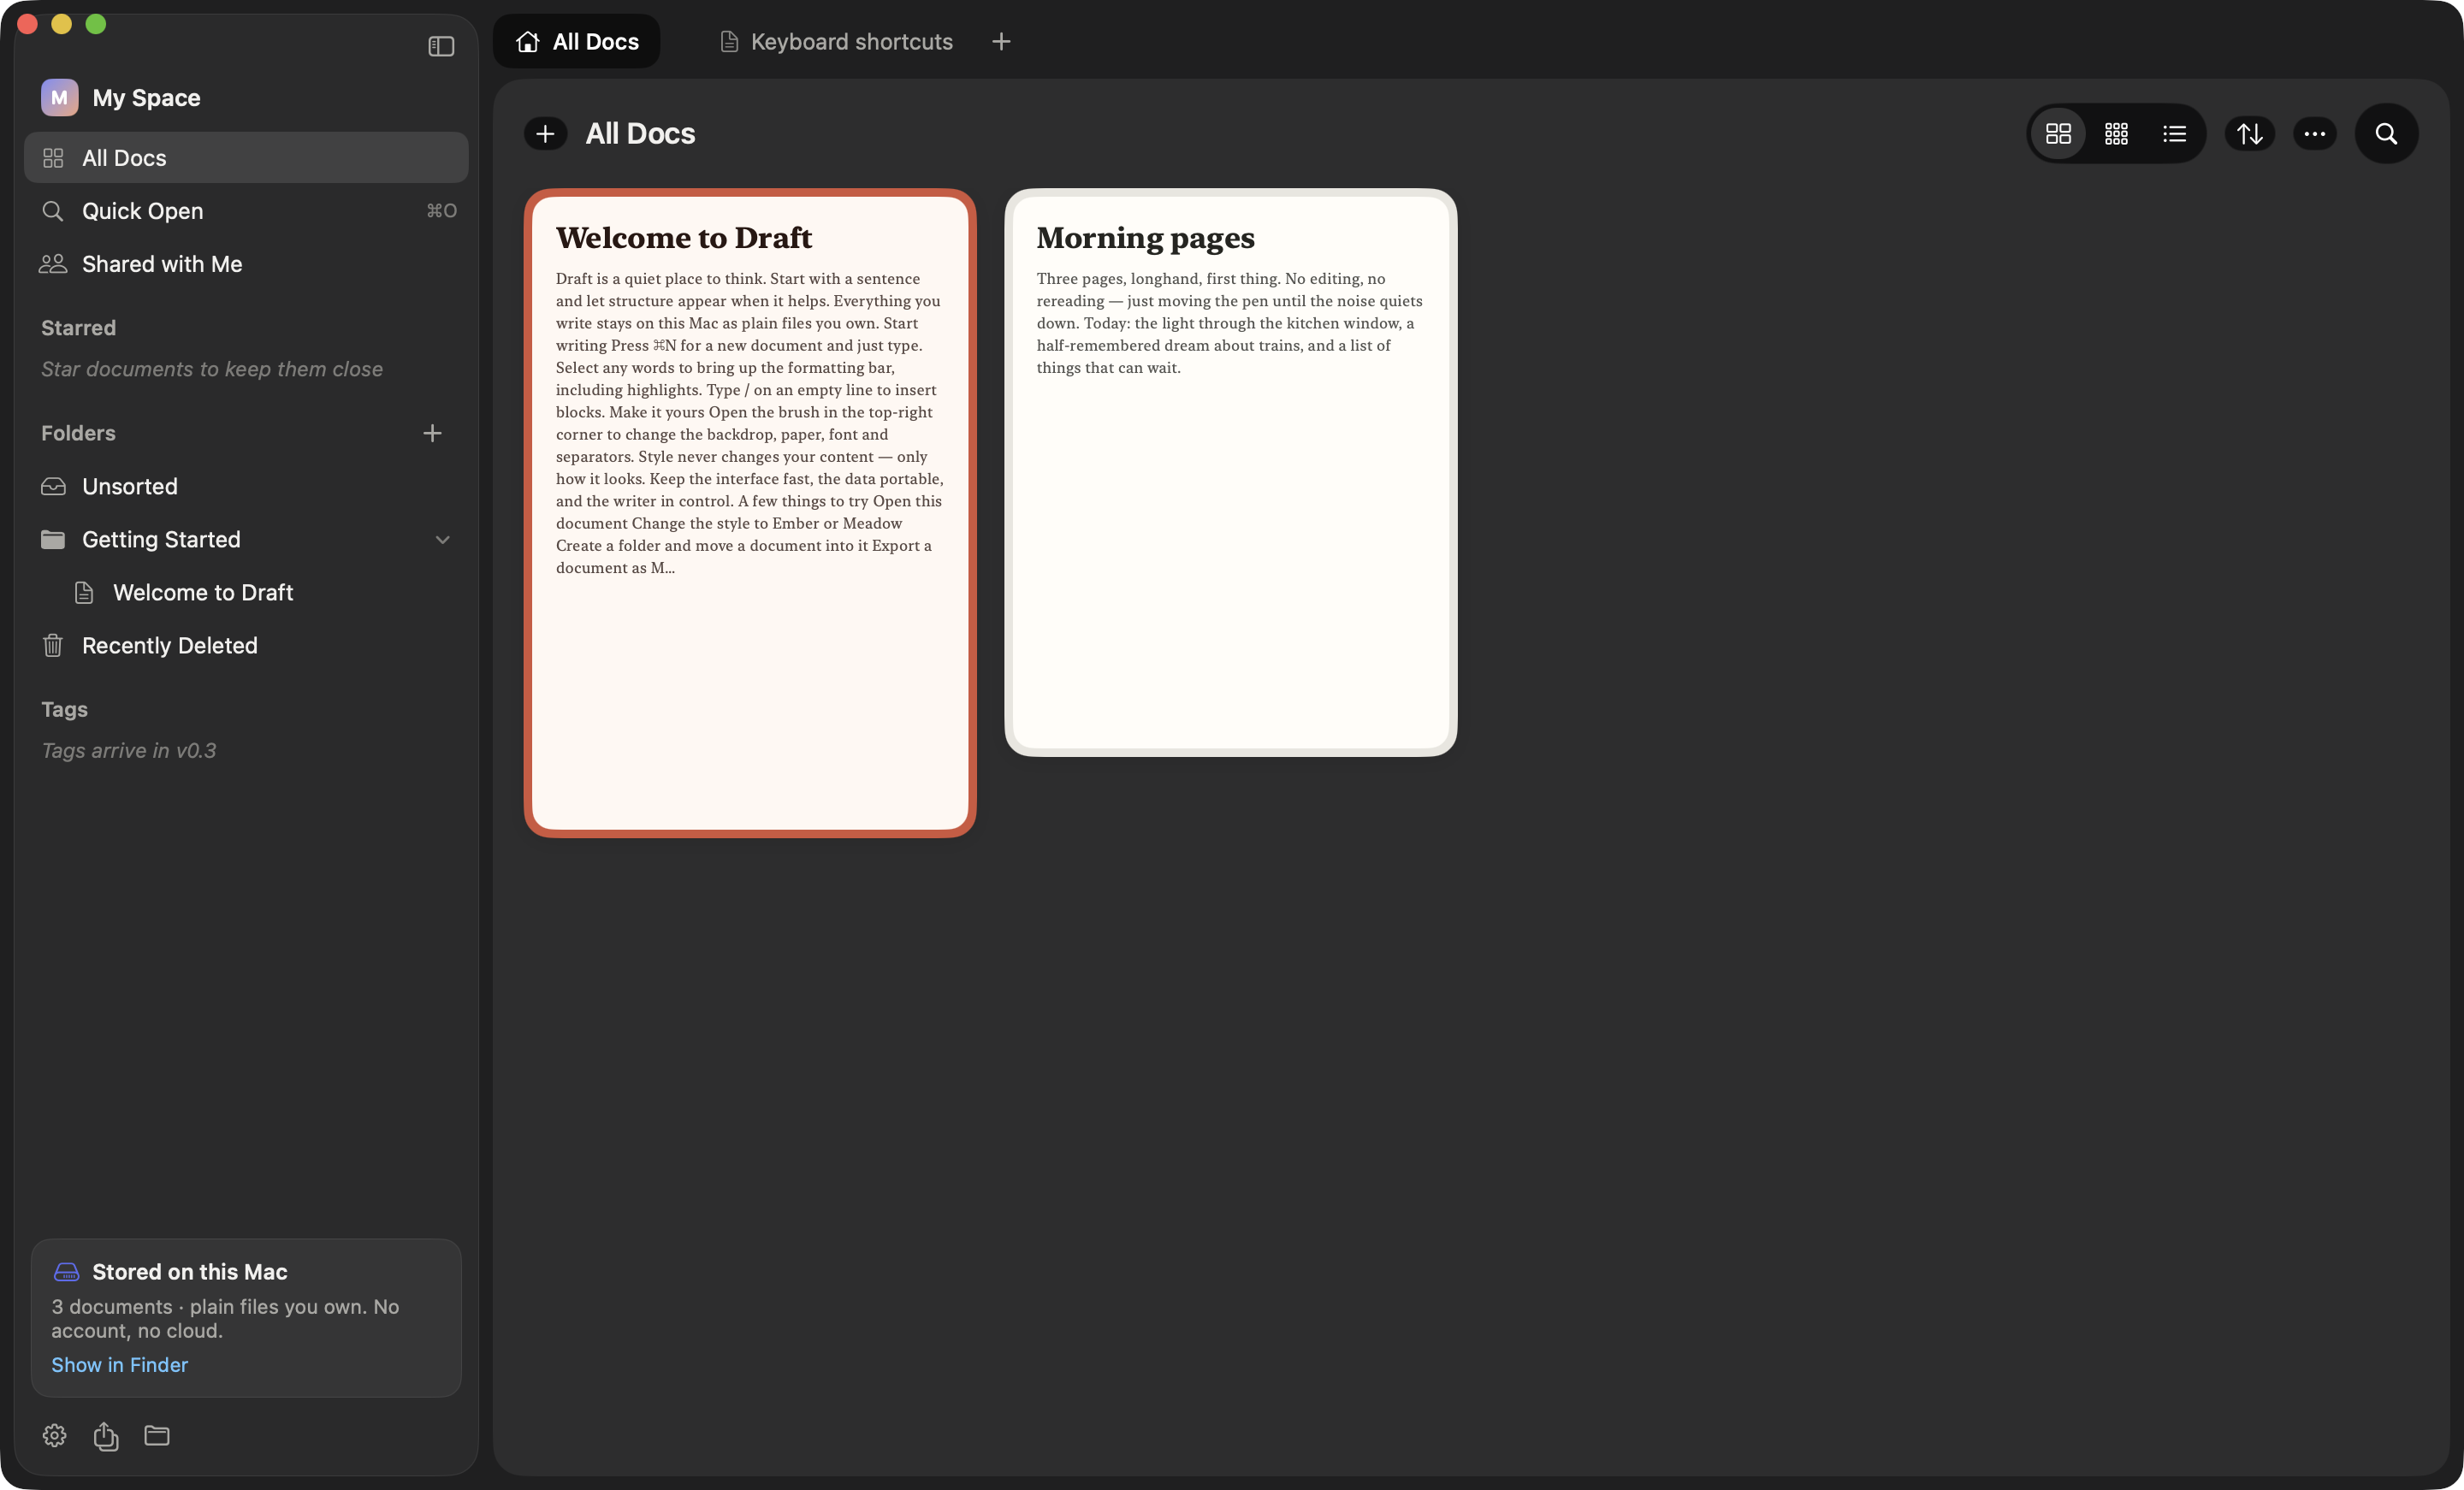 All Docs
Keyboard shortcuts
M
My Space
All Docs
Quick Open
⌘O
Shared with Me
Starred
Star documents to keep them close
Folders
Unsorted
Getting Started
Welcome to Draft
Recently Deleted
Tags
Tags arrive in v0.3
Stored on this Mac
3 documents · plain files you own. No
account, no cloud.
Show in Finder
All Docs
Welcome to Draft
Draft is a quiet place to think. Start with a sentence
and let structure appear when it helps. Everything you
write stays on this Mac as plain files you own. Start
writing Press ⌘N for a new document and just type.
Select any words to bring up the formatting bar,
including highlights. Type / on an empty line to insert
blocks. Make it yours Open the brush in the top-right
corner to change the backdrop, paper, font and
separators. Style never changes your content — only
how it looks. Keep the interface fast, the data portable,
and the writer in control. A few things to try Open this
document Change the style to Ember or Meadow
Create a folder and move a document into it Export a
document as M...
Morning pages
Three pages, longhand, first thing. No editing, no
rereading — just moving the pen until the noise quiets
down. Today: the light through the kitchen window, a
half-remembered dream about trains, and a list of
things that can wait.